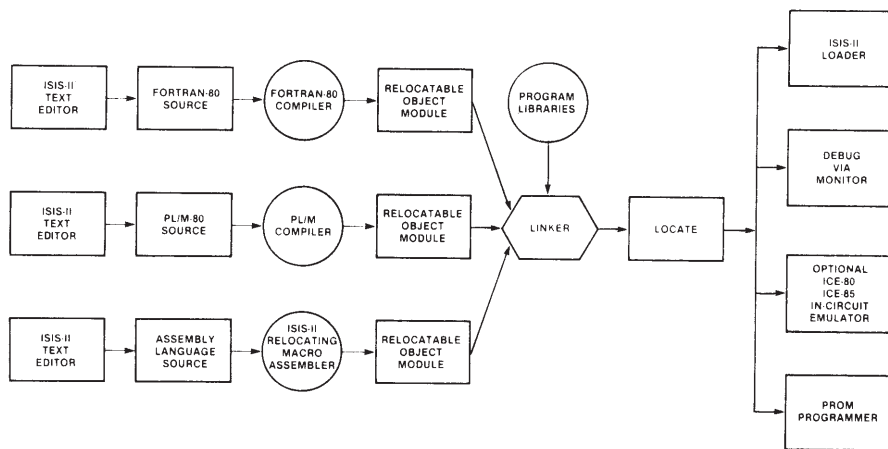 ISIS-II
TEXT
EDITOR
FORTRAN-80
SOURCE
FORTRAN-80
COMPILER
RELOCATABLE
OBJECT
MODULE
PROGRAM
LIBRARIES
ISIS-II
LOADER
DEBUG
VIA
MONITOR
ISIS-II
TEXT
EDITOR
PL/M-80
SOURCE
PL/M
COMPILER
RELOCATABLE
OBJECT
MODULE
LINKER
LOCATE
OPTIONAL
ICE-80
ICE-85
IN-CIRCUIT
EMULATOR
ISIS-II
TEXT
EDITOR
ASSEMBLY
LANGUAGE
SOURCE
ISIS-II
RELOCATING
MACRO
ASSEMBLER
RELOCATABLE
OBJECT
MODULE
PROM
PROGRAMMER